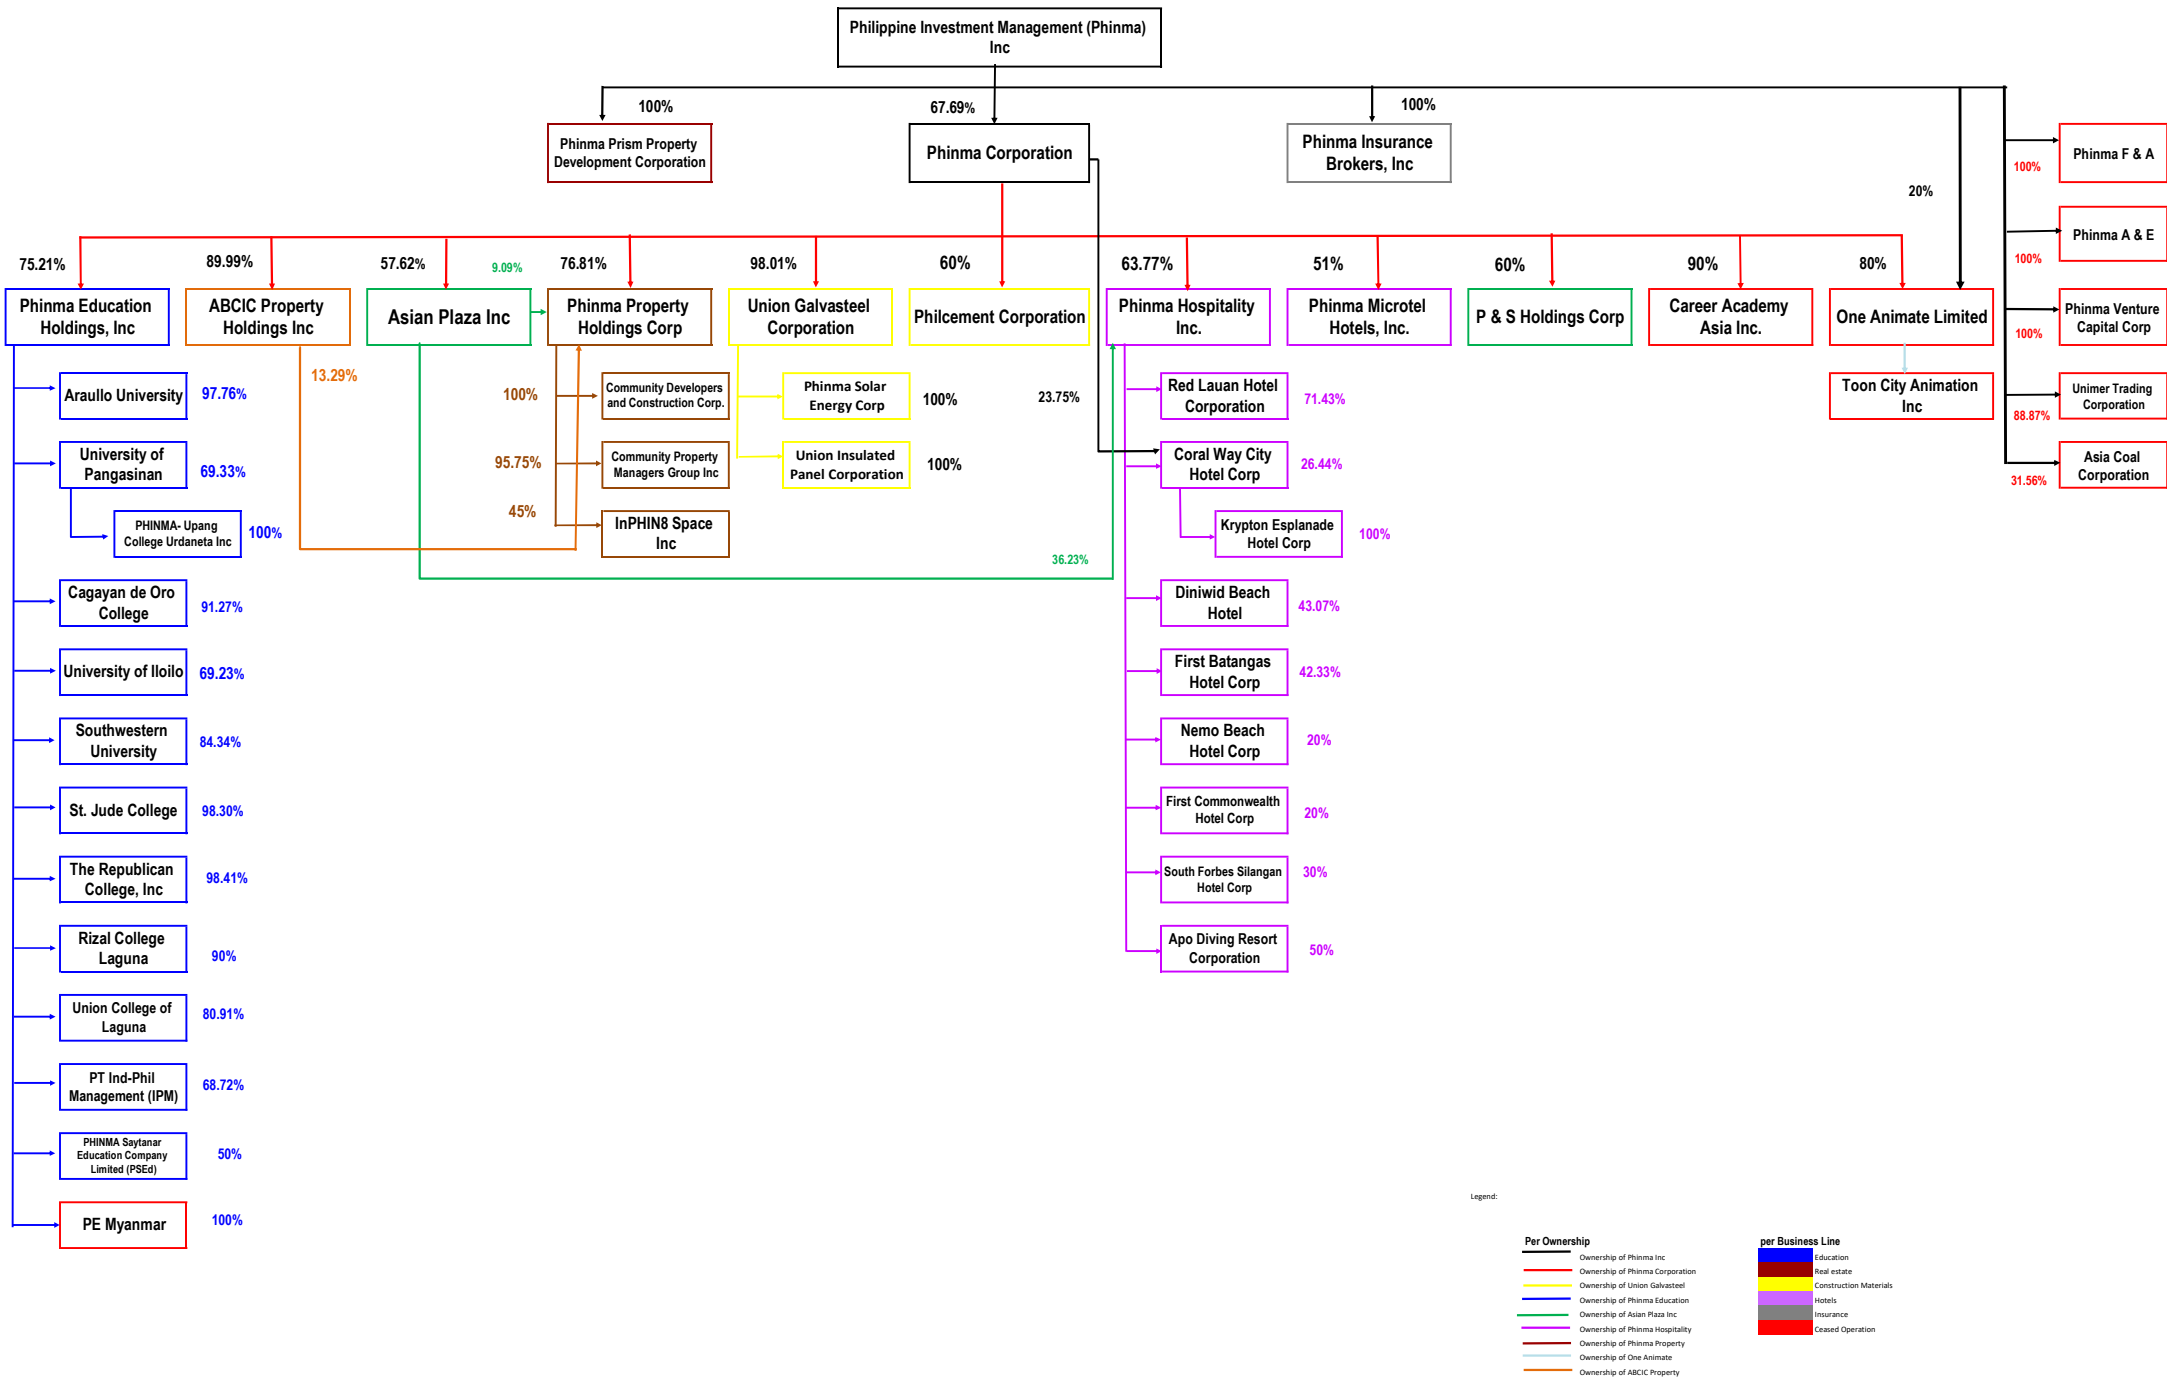 Philippine Investment Management (Phinma)
Inc
100%
67.69%
100%
Phinma Prism Property
Development Corporation
Phinma Corporation
Phinma Insurance
Brokers, Inc
Phinma F & A
100%
20%
Phinma A & E
100%
75.21%
89.99%
57.62%
9.09%
76.81%
98.01%
60%
63.77%
51%
60%
90%
80%
Phinma Education
Holdings, Inc
ABCIC Property
Holdings Inc
Asian Plaza Inc
Phinma Property
Holdings Corp
Union Galvasteel
Corporation
Philcement Corporation
Phinma Hospitality
Inc.
Phinma Microtel
Hotels, Inc.
P & S Holdings Corp
Career Academy
Asia Inc.
One Animate Limited
Phinma Venture
Capital Corp
100%
13.29%
Araullo University
97.76%
100%
Community Developers
and Construction Corp.
Phinma Solar
Energy Corp
100%
23.75%
Red Lauan Hotel
Corporation
71.43%
Toon City Animation
Inc
Unimer Trading
Corporation
88.87%
University of
Pangasinan
69.33%
95.75%
Community Property
Managers Group Inc
Union Insulated
Panel Corporation
100%
Coral Way City
Hotel Corp
26.44%
Asia Coal
Corporation
31.56%
PHINMA- Upang
College Urdaneta Inc
100%
45%
InPHIN8 Space
Inc
Krypton Esplanade
Hotel Corp
100%
36.23%
Cagayan de Oro
College
91.27%
Diniwid Beach
Hotel
43.07%
University of Iloilo
69.23%
First Batangas
Hotel Corp
42.33%
Southwestern
University
84.34%
Nemo Beach
Hotel Corp
20%
St. Jude College
98.30%
First Commonwealth
Hotel Corp
20%
The Republican
College, Inc
98.41%
South Forbes Silangan
Hotel Corp
30%
Rizal College
Laguna
90%
Apo Diving Resort
Corporation
50%
Union College of
Laguna
80.91%
PT Ind-Phil
Management (IPM)
68.72%
PHINMA Saytanar
Education Company
Limited (PSEd)
50%
PE Myanmar
100%
Legend:
Per Ownership
Ownership of Phinma Inc
Ownership of Phinma Corporation
Ownership of Union Galvasteel
Ownership of Phinma Education
Ownership of Asian Plaza Inc
Ownership of Phinma Hospitality
Ownership of Phinma Property
Ownership of One Animate
Ownership of ABCIC Property
per Business Line
Education
Real estate
Construction Materials
Hotels
Insurance
Ceased Operation